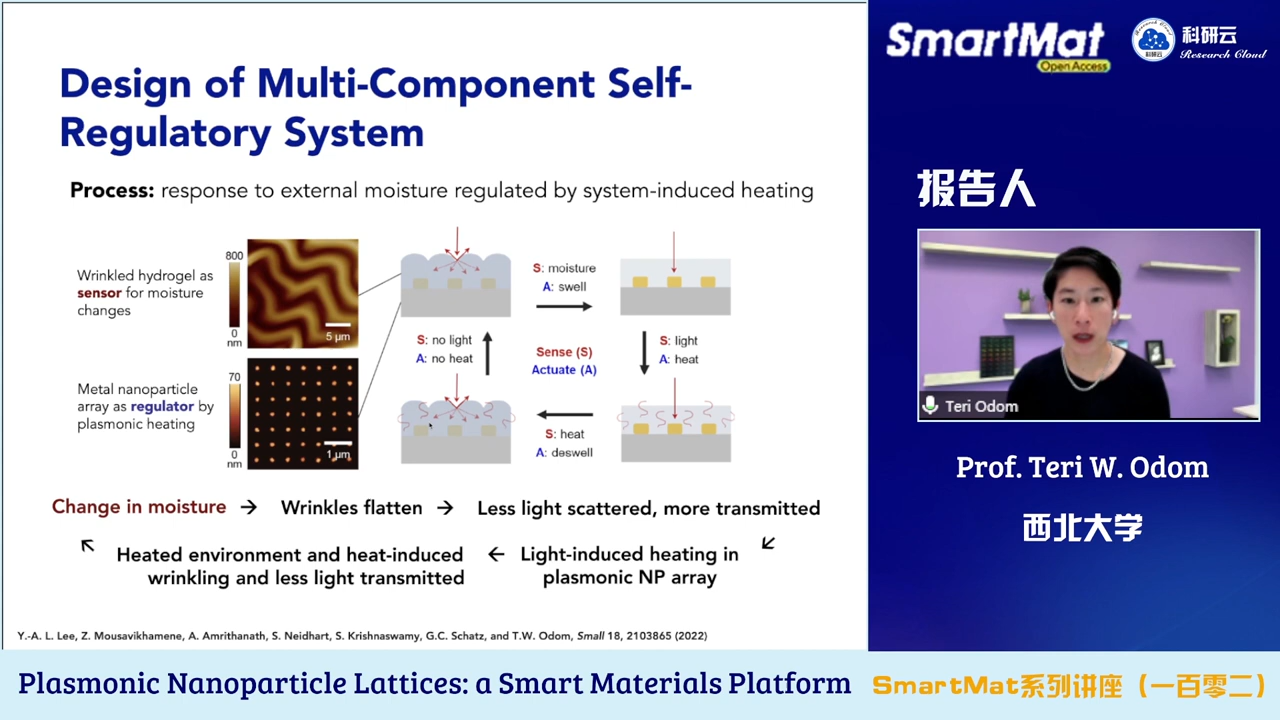 Design of Multi-Component Self-
Regulatory System
Process: response to external moisture regulated by system-induced heating
Wrinkled hydrogel as
sensor for moisture
changes
800
0
nm
5 μm
Metal nanoparticle
array as regulator by
plasmonic heating
70
0
nm
1 μm
S: moisture
A: swell
S: no light
A: no heat
Sense (S)
Actuate (A)
S: light
A: heat
S: heat
A: deswell
Change in moisture → Wrinkles flatten → Less light scattered, more transmitted
Heated environment and heat-induced
wrinkling and less light transmitted
← Light-induced heating in
plasmonic NP array
Y.-A. L. Lee, Z. Mousavikhamene, A. Amrithanath, S. Neidhart, S. Krishnaswamy, G.C. Schatz, and T.W. Odom, Small 18, 2103865 (2022)
SmartMat
Open Access
Research Cloud
科研云
科研云
Research Cloud
报告人
Teri Odom
Prof. Teri W. Odom
西北大学
Plasmonic Nanoparticle Lattices: a Smart Materials Platform
SmartMat系列讲座（一百零二）